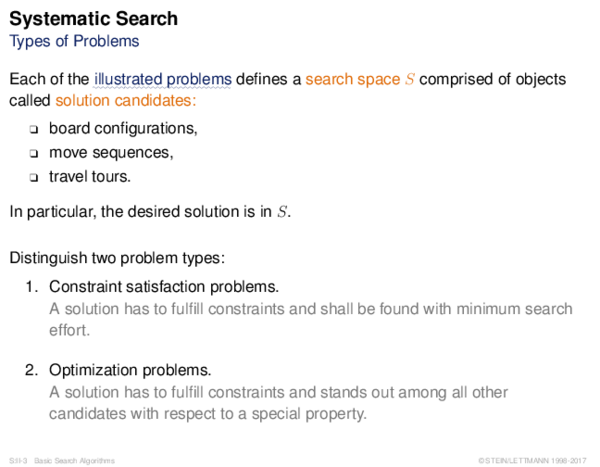 Systematic Search
Types of Problems
Each of the illustrated problems defines a search space S comprised of objects
called solution candidates:
❑ board configurations,
❑ move sequences,
❑ travel tours.
In particular, the desired solution is in S.
Distinguish two problem types:
1. Constraint satisfaction problems.
A solution has to fulfill constraints and shall be found with minimum search
effort.
2. Optimization problems.
A solution has to fulfill constraints and stands out among all other
candidates with respect to a special property.
S:II-3 Basic Search Algorithms ©STEIN/LETTMANN 1998-2017